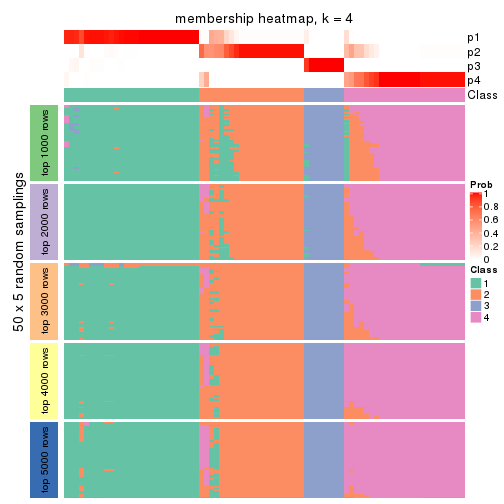 membership heatmap, k = 4
p1
p2
p3
p4
Class
50 x 5 random samplings
top 1000 rows
top 2000 rows
top 3000 rows
top 4000 rows
top 5000 rows
Prob
1
0.8
0.6
0.4
0.2
0
Class
1
2
3
4